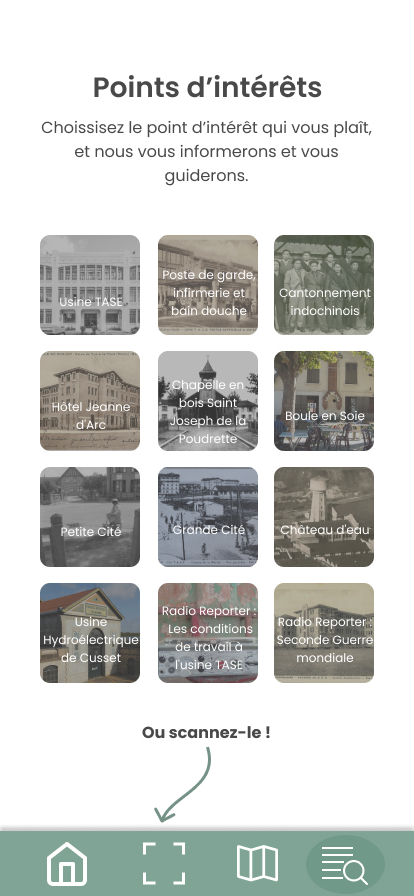 Points d’intérêts
Choissisez le point d’intérêt qui vous plaît,
et nous vous informerons et vous
guiderons.
Usine TASE
Poste de garde,
infirmerie et
bain douche
Cantonnement
indochinois
Hôtel Jeanne
d'Arc
Chapelle en
bois Saint
Joseph de la
Poudrette
Boule en Soie
Petite Cité
Grande Cité
Château d'eau
Usine
Hydroélectrique
de Cusset
Radio Reporter :
Les conditions
de travail à
l'usine TASE
Radio Reporter :
Seconde Guerre
mondiale
Ou scannez-le !